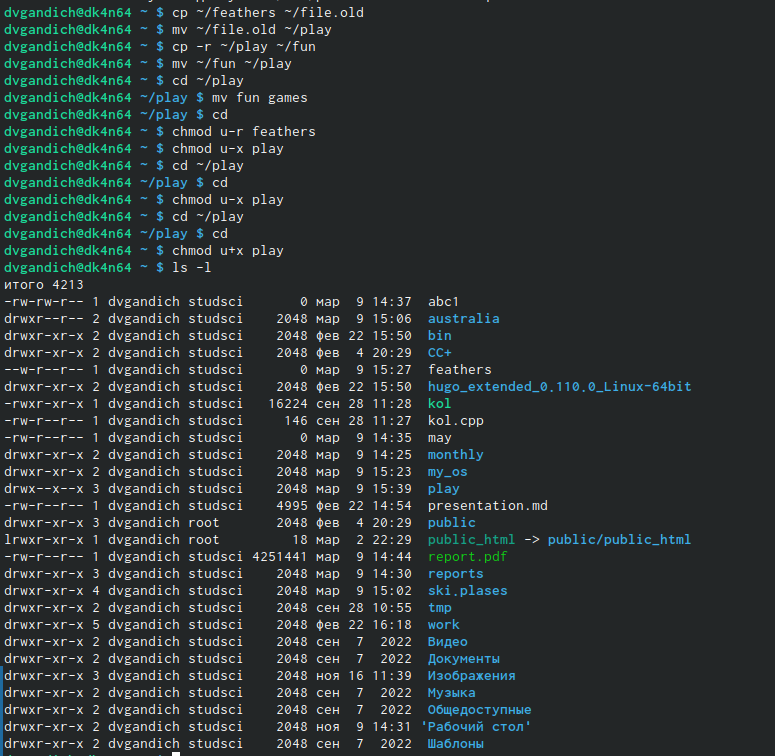 dvgandich@dk4n64 ~ $ cp ~/feathers ~/file.old
dvgandich@dk4n64 ~ $ mv ~/file.old ~/play
dvgandich@dk4n64 ~ $ cp -r ~/play ~/fun
dvgandich@dk4n64 ~ $ mv ~/fun ~/play
dvgandich@dk4n64 ~ $ cd ~/play
dvgandich@dk4n64 ~/play $ mv fun games
dvgandich@dk4n64 ~/play $ cd
dvgandich@dk4n64 ~ $ chmod u-r feathers
dvgandich@dk4n64 ~ $ chmod u-x play
dvgandich@dk4n64 ~ $ cd ~/play
dvgandich@dk4n64 ~/play $ cd
dvgandich@dk4n64 ~ $ chmod u-x play
dvgandich@dk4n64 ~ $ cd ~/play
dvgandich@dk4n64 ~/play $ cd
dvgandich@dk4n64 ~ $ chmod u+x play
dvgandich@dk4n64 ~ $ ls -l
итого 4213
-rw-rw-r-- 1 dvgandich studsci       0 мар  9 14:37  abc1
drwxr--r-- 2 dvgandich studsci    2048 мар  9 15:06  australia
drwxr-xr-x 2 dvgandich studsci    2048 фев 22 15:50  bin
drwxr-xr-x 2 dvgandich studsci    2048 фев  4 20:29  CC+
--w-r--r-- 1 dvgandich studsci       0 мар  9 15:27  feathers
drwxr-xr-x 2 dvgandich studsci    2048 фев 22 15:50  hugo_extended_0.110.0_Linux-64bit
-rwxr-xr-x 1 dvgandich studsci   16224 сен 28 11:28  kol
-rw-r--r-- 1 dvgandich studsci     146 сен 28 11:27  kol.cpp
-rw-r--r-- 1 dvgandich studsci       0 мар  9 14:35  may
drwxr-xr-x 2 dvgandich studsci    2048 мар  9 14:25  monthly
drwxr-xr-x 2 dvgandich studsci    2048 мар  9 15:23  my_os
drwx--x--x 3 dvgandich studsci    2048 мар  9 15:39  play
-rw-r--r-- 1 dvgandich studsci    4995 фев 22 14:54  presentation.md
drwxr-xr-x 3 dvgandich root       2048 фев  4 20:29  public
lrwxr-xr-x 1 dvgandich root         18 мар  2 22:29  public_html -> public/public_html
-rw-r--r-- 1 dvgandich studsci 4251441 мар  9 14:44  report.pdf
drwxr-xr-x 3 dvgandich studsci    2048 мар  9 14:30  reports
drwxr-xr-x 4 dvgandich studsci    2048 мар  9 15:02  ski.plases
drwxr-xr-x 2 dvgandich studsci    2048 сен 28 10:55  tmp
drwxr-xr-x 5 dvgandich studsci    2048 фев 22 16:18  work
drwxr-xr-x 2 dvgandich studsci    2048 сен  7  2022  Видео
drwxr-xr-x 2 dvgandich studsci    2048 сен  7  2022  Документы
drwxr-xr-x 3 dvgandich studsci    2048 ноя 16 11:39  Изображения
drwxr-xr-x 2 dvgandich studsci    2048 сен  7  2022  Музыка
drwxr-xr-x 2 dvgandich studsci    2048 сен  7  2022  Общедоступные
drwxr-xr-x 2 dvgandich studsci    2048 ноя  9 14:31 'Рабочий стол'
drwxr-xr-x 2 dvgandich studsci    2048 сен  7  2022  Шаблоны